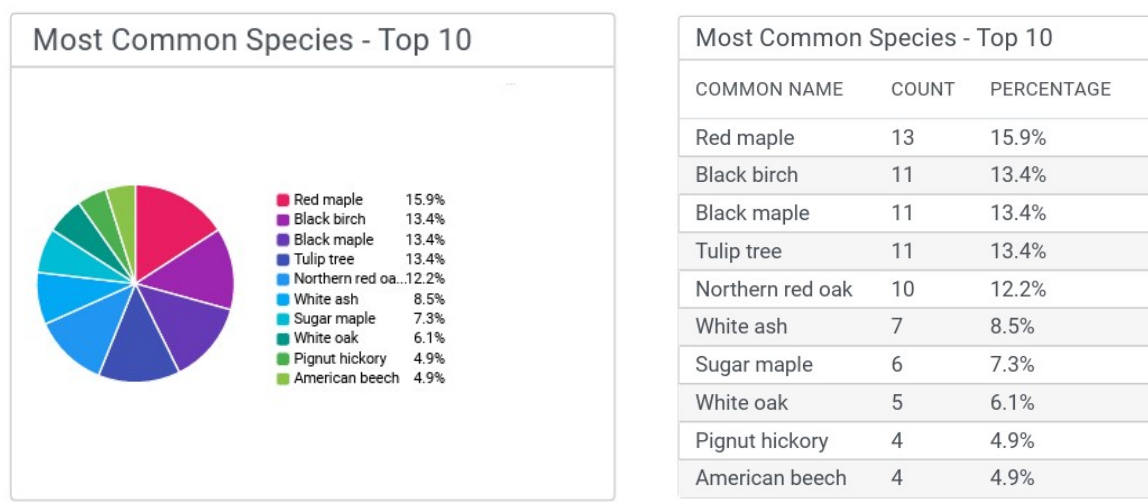 Most Common Species - Top 10
Red maple 15.9%
Black birch 13.4%
Black maple 13.4%
Tulip tree 13.4%
Northern red oa...12.2%
White ash 8.5%
Sugar maple 7.3%
White oak 6.1%
Pignut hickory 4.9%
American beech 4.9%
Most Common Species - Top 10
COMMON NAME COUNT PERCENTAGE
Red maple 13 15.9%
Black birch 11 13.4%
Black maple 11 13.4%
Tulip tree 11 13.4%
Northern red oak 10 12.2%
White ash 7 8.5%
Sugar maple 6 7.3%
White oak 5 6.1%
Pignut hickory 4 4.9%
American beech 4 4.9%